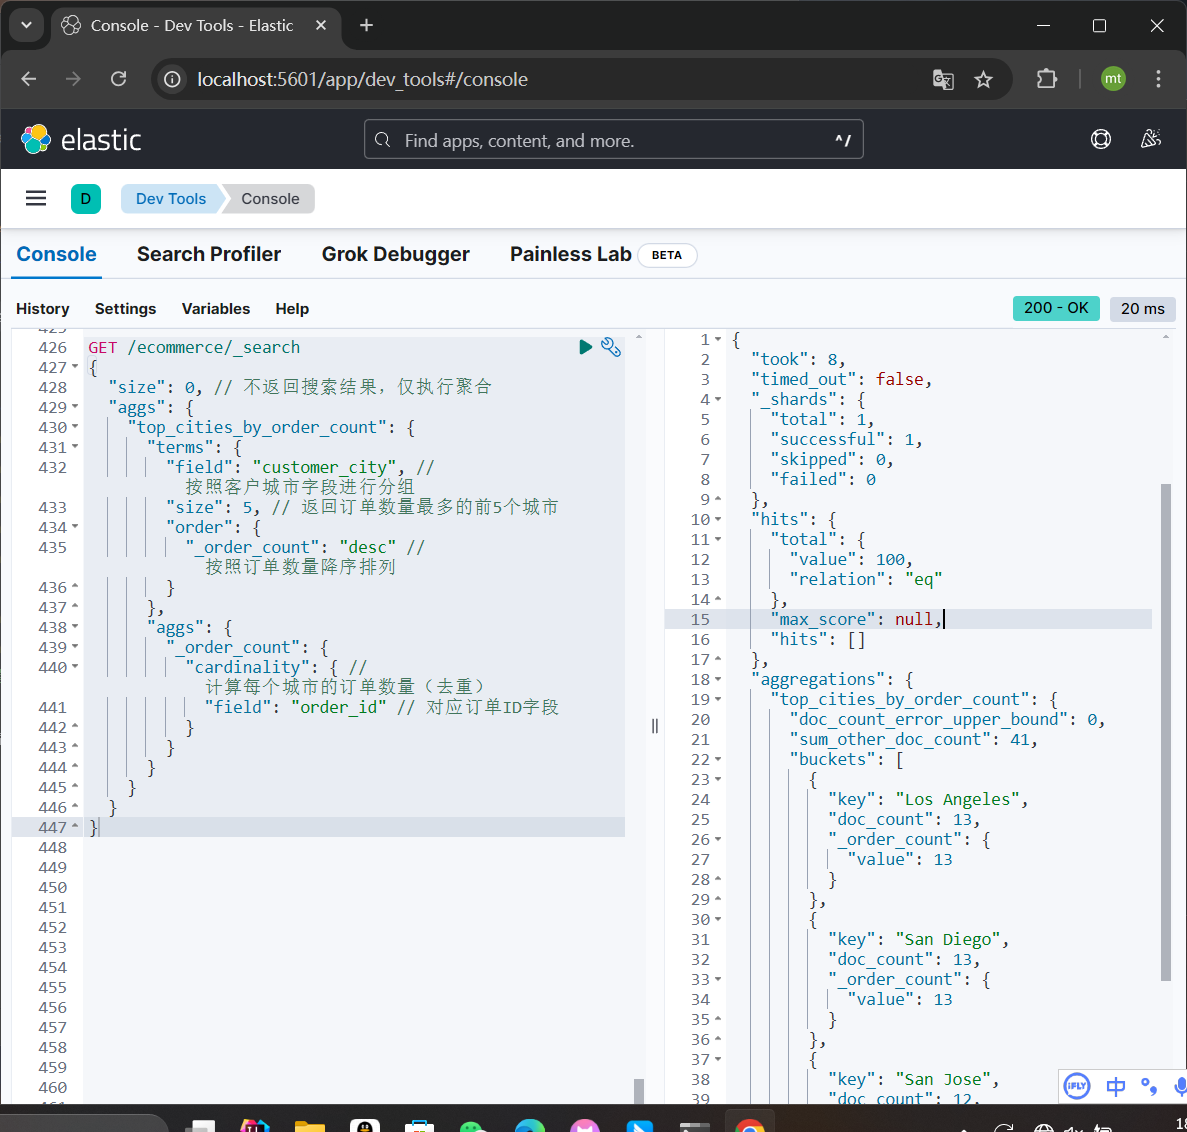 Console - Dev Tools - Elastic
localhost:5601/app/dev_tools#/console
mt
elastic
Find apps, content, and more.
^/
D
Dev Tools
Console
Console
Search Profiler
Grok Debugger
Painless Lab
BETA
History
Settings
Variables
Help
200 - OK
20 ms
426 GET /ecommerce/_search
427 {
428 "size": 0, // 不返回搜索结果，仅执行聚合
429 "aggs": {
430 "top_cities_by_order_count": {
431 "terms": {
432 "field": "customer_city", //
按照客户城市字段进行分组
433 "size": 5, // 返回订单数量最多的前5个城市
434 "order": {
435 "_order_count": "desc" //
按照订单数量降序排列
436 }
437 },
438 "aggs": {
439 "_order_count": {
440 "cardinality": { //
计算每个城市的订单数量（去重）
441 "field": "order_id" // 对应订单ID字段
442 }
443 }
444 }
445 }
446 }
447 }
448
449
450
451
452
453
454
455
456
457
458
459
460
1 {
2 "took": 8,
3 "timed_out": false,
4 "_shards": {
5 "total": 1,
6 "successful": 1,
7 "skipped": 0,
8 "failed": 0
9 },
10 "hits": {
11 "total": {
12 "value": 100,
13 "relation": "eq"
14 },
15 "max_score": null,
16 "hits": []
17 },
18 "aggregations": {
19 "top_cities_by_order_count": {
20 "doc_count_error_upper_bound": 0,
21 "sum_other_doc_count": 41,
22 "buckets": [
23 {
24 "key": "Los Angeles",
25 "doc_count": 13,
26 "_order_count": {
27 "value": 13
28 }
29 },
30 {
31 "key": "San Diego",
32 "doc_count": 13,
33 "_order_count": {
34 "value": 13
35 }
36 },
37 {
38 "key": "San Jose",
39 "doc_count": 12,
iFLY
中